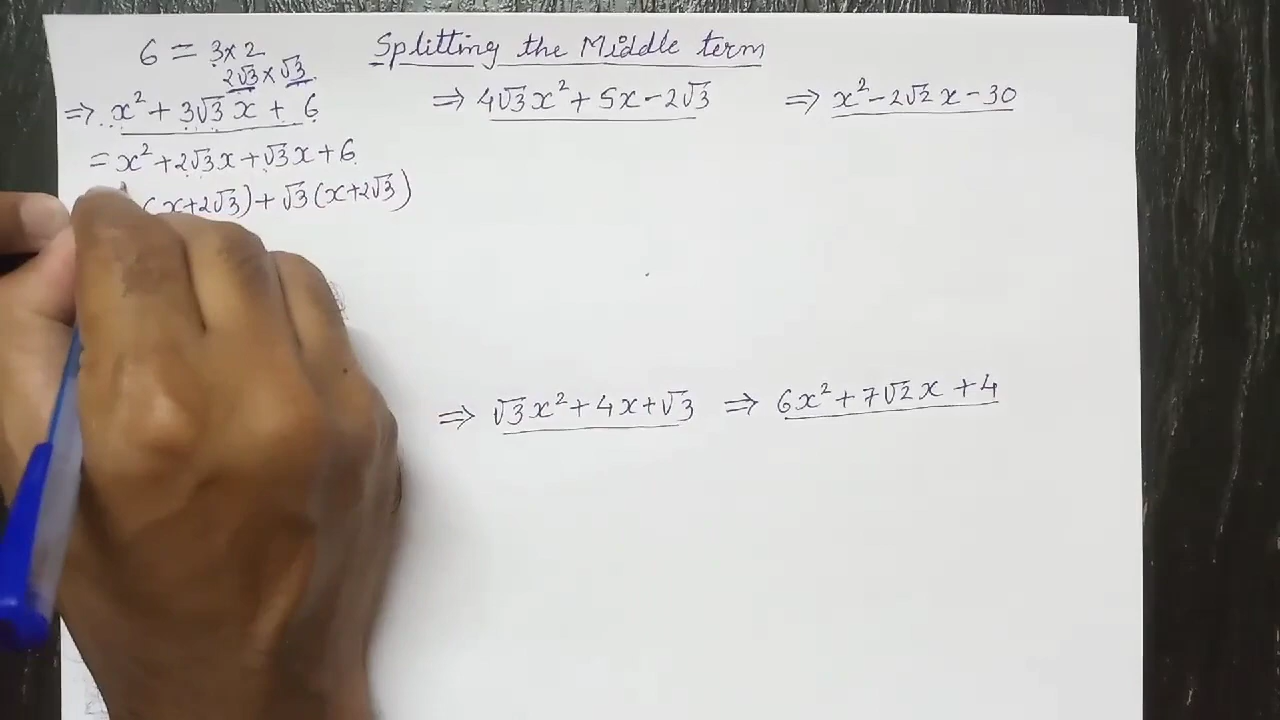 6 = 3×2
2√3×√3
Splitting the Middle term
⇒ x² + 3√3 x + 6
⇒ 4√3x² + 5x - 2√3
⇒ x² - 2√2x - 30
= x² + 2√3x + √3x + 6
(x+2√3) + √3(x+2√3)
⇒ √3x² + 4x + √3
⇒ 6x² + 7√2x + 4